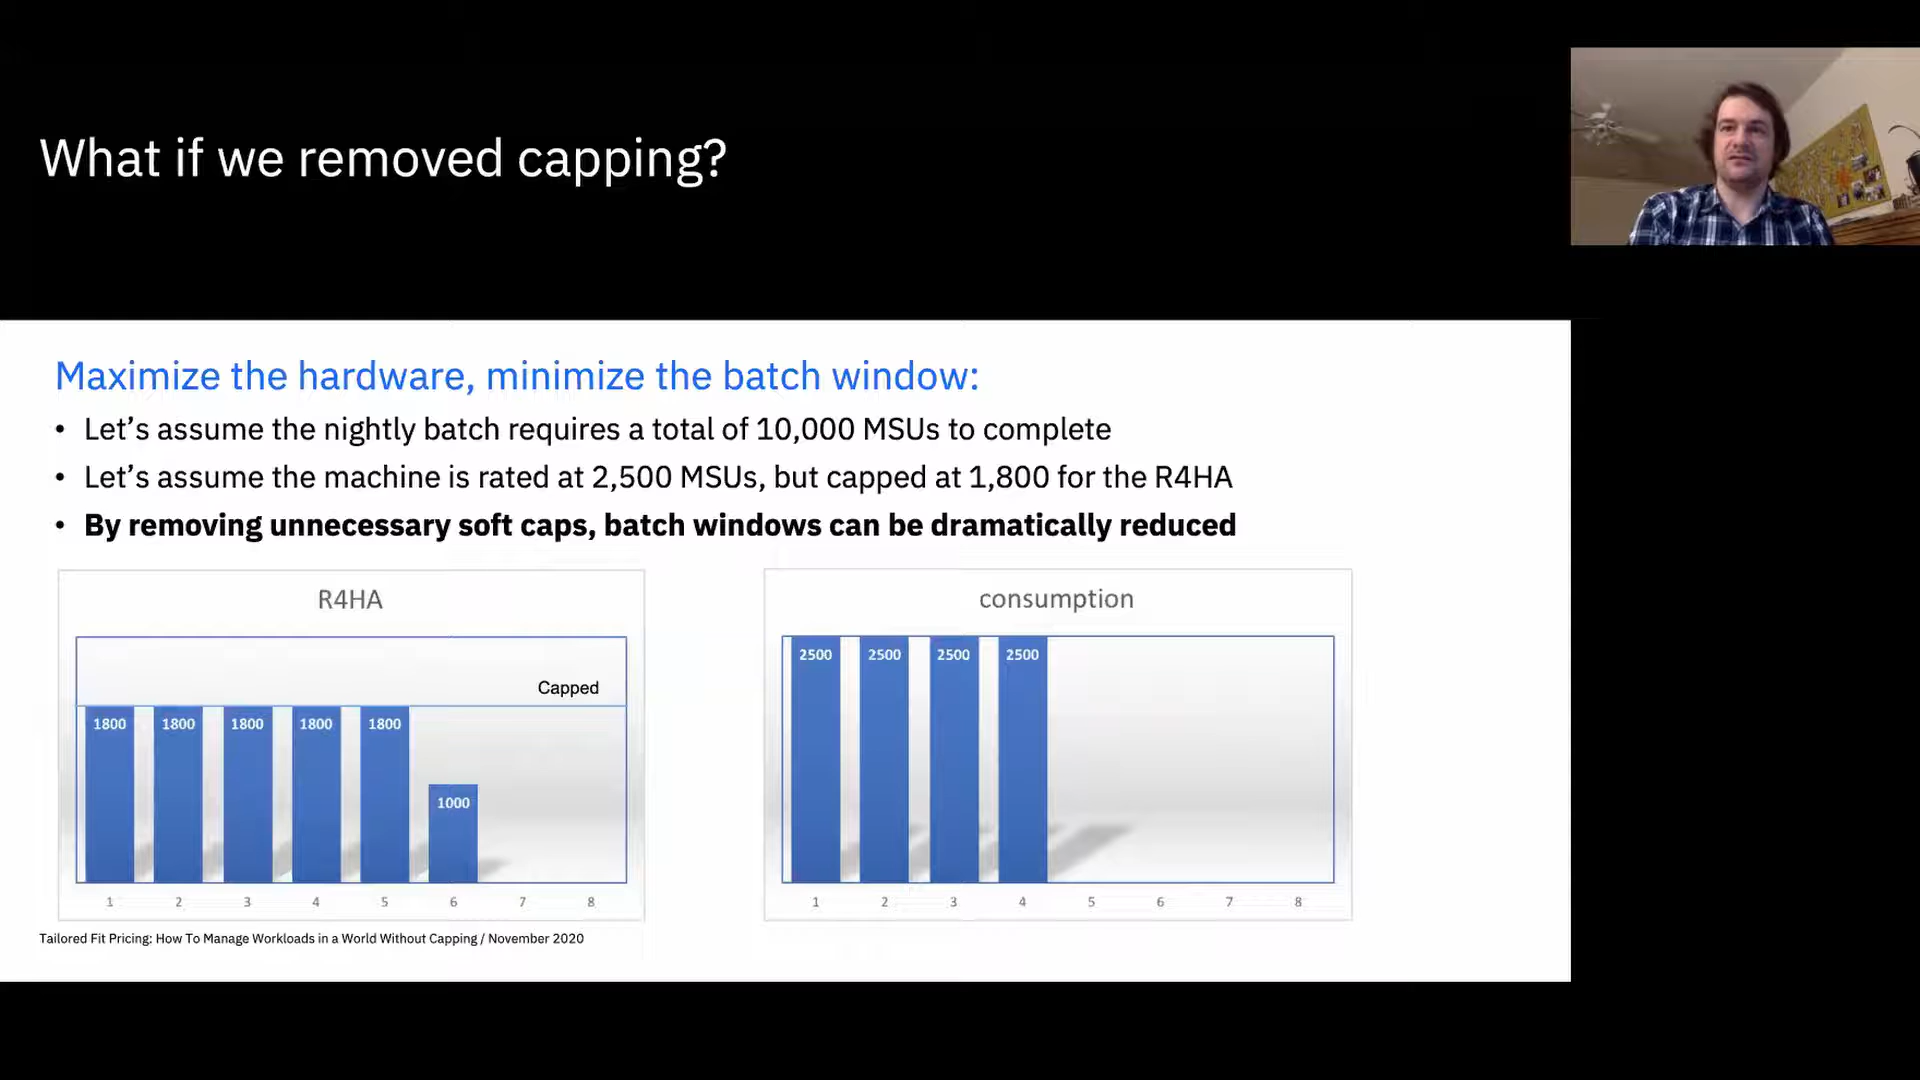 What if we removed capping?
Maximize the hardware, minimize the batch window:
• Let’s assume the nightly batch requires a total of 10,000 MSUs to complete
• Let’s assume the machine is rated at 2,500 MSUs, but capped at 1,800 for the R4HA
• By removing unnecessary soft caps, batch windows can be dramatically reduced
R4HA
Capped
1800 1800 1800 1800 1800
1000
1 2 3 4 5 6 7 8
consumption
2500 2500 2500 2500
1 2 3 4 5 6 7 8
Tailored Fit Pricing: How To Manage Workloads in a World Without Capping / November 2020